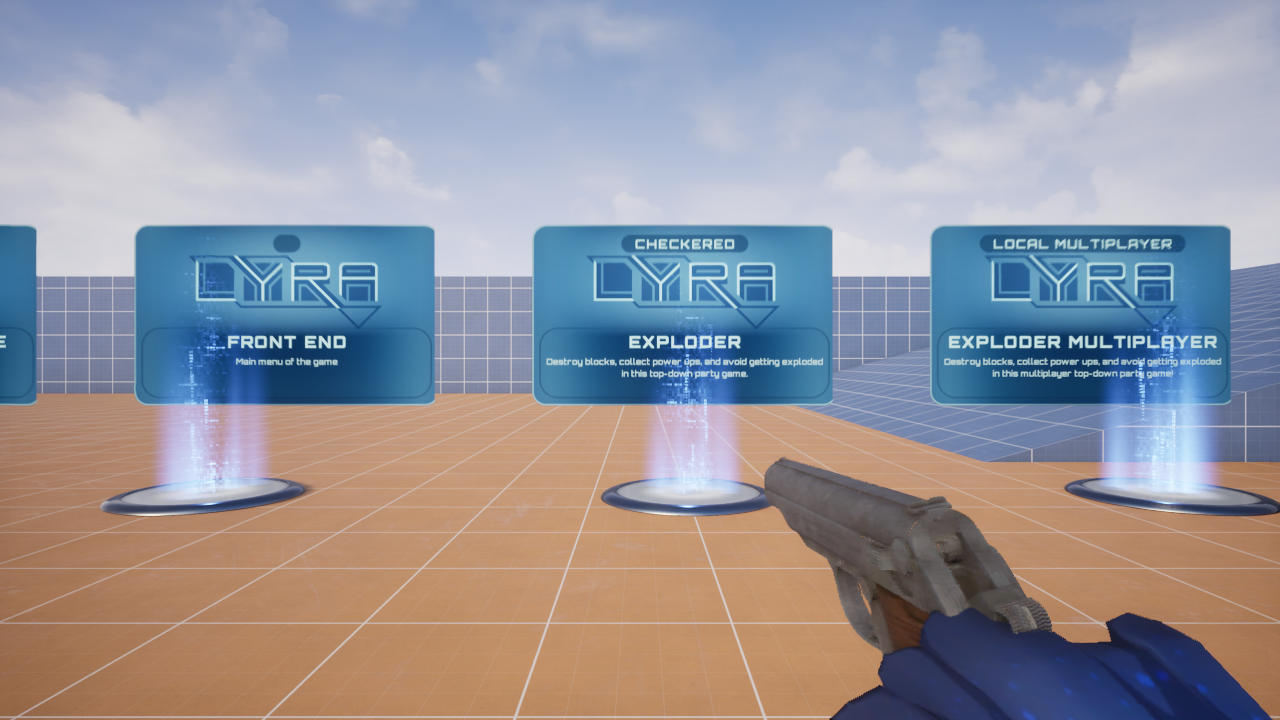 E
LYRA
FRONT END
Main menu of the game
CHECKERED
LYRA
EXPLODER
Destroy blocks, collect power ups, and avoid getting exploded
in this top-down party game.
LOCAL MULTIPLAYER
LYRA
EXPLODER MULTIPLAYER
Destroy blocks, collect power ups, and avoid getting exploded
in this multiplayer top-down party game!